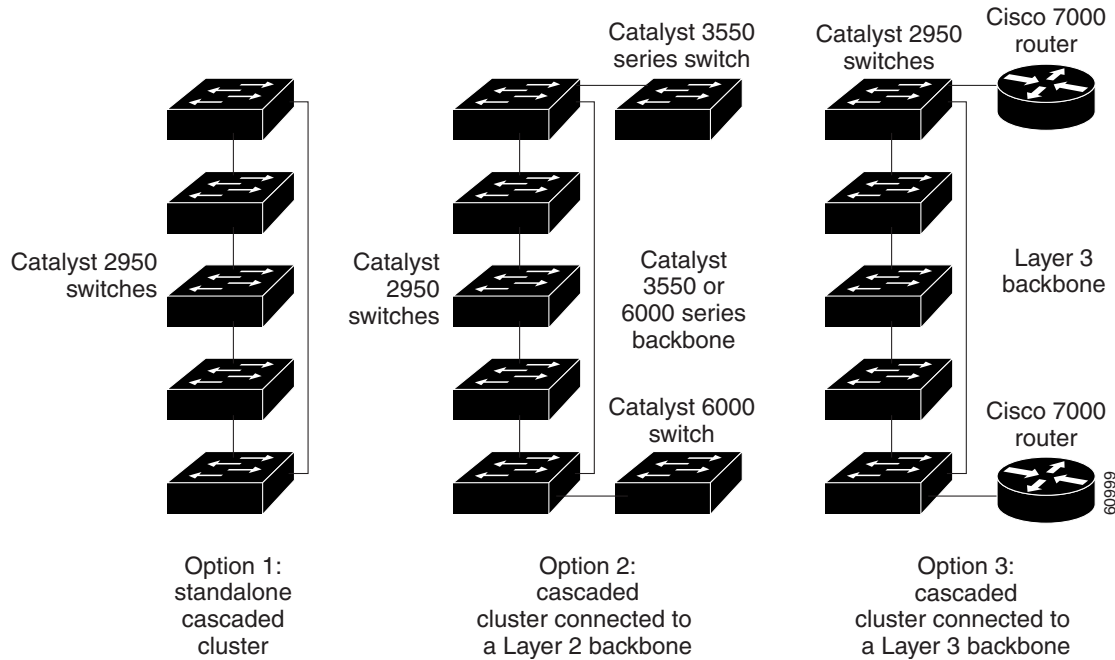 Catalyst 3550
series switch
Catalyst 2950
switches
Cisco 7000
router
Catalyst 2950
switches
Catalyst
2950
switches
Catalyst
3550 or
6000 series
backbone
Layer 3
backbone
Catalyst 6000
switch
Cisco 7000
router
60999
Option 1:
standalone
cascaded
cluster
Option 2:
cascaded
cluster connected to
a Layer 2 backbone
Option 3:
cascaded
cluster connected to
a Layer 3 backbone